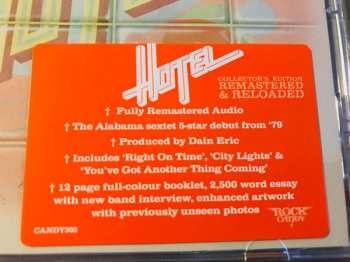 HOTEL
COLLECTOR'S EDITION
REMASTERED
& RELOADED
† Fully Remastered Audio
† The Alabama sextet 5-star debut from '79
† Produced by Dain Eric
† Includes 'Right On Time', 'City Lights' &
'You've Got Another Thing Coming'
† 12 page full-colour booklet, 2,500 word essay
with new band interview, enhanced artwork
with previously unseen photos
ROCK
CANDY
CANDY302